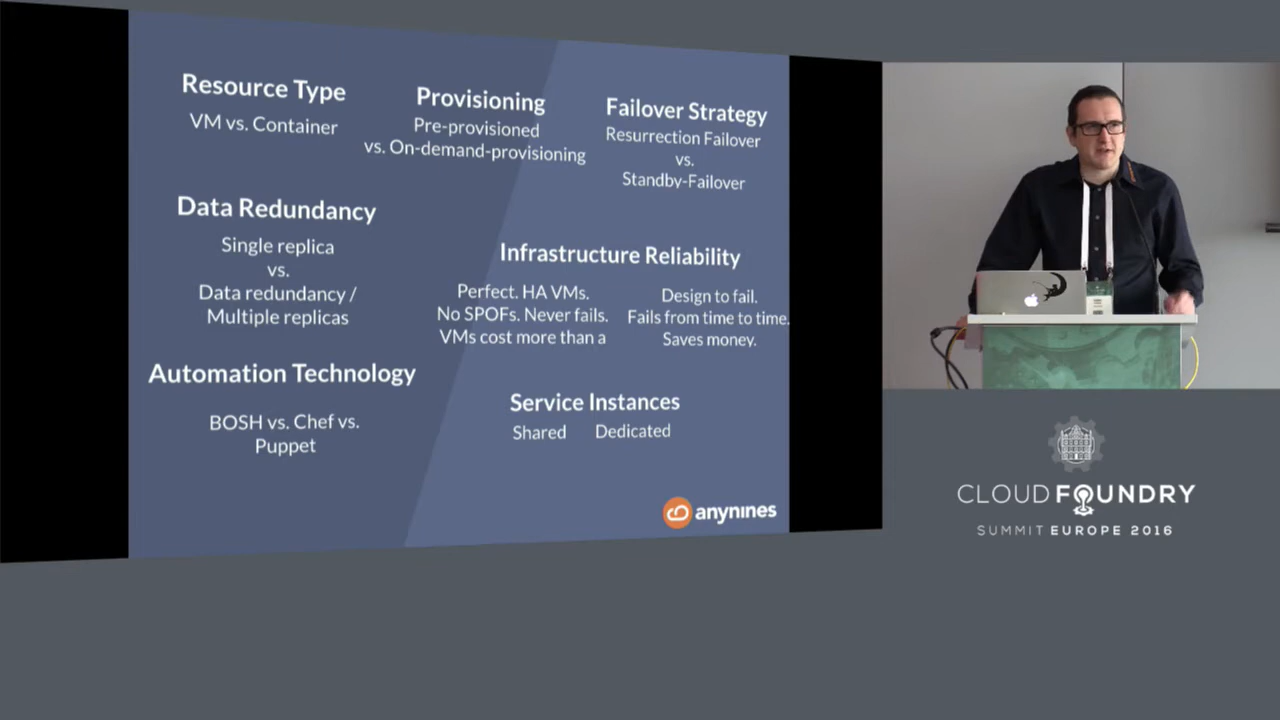 Resource Type
VM vs. Container
Provisioning
Pre-provisioned
vs. On-demand-provisioning
Failover Strategy
Resurrection Failover
vs.
Standby-Failover
Data Redundancy
Single replica
vs.
Data redundancy /
Multiple replicas
Infrastructure Reliability
Perfect. HA VMs.
No SPOFs. Never fails.
VMs cost more than a
Design to fail.
Fails from time to time.
Saves money.
Automation Technology
BOSH vs. Chef vs.
Puppet
Service Instances
Shared Dedicated
anynines
CLOUD FOUNDRY
SUMMIT EUROPE 2016